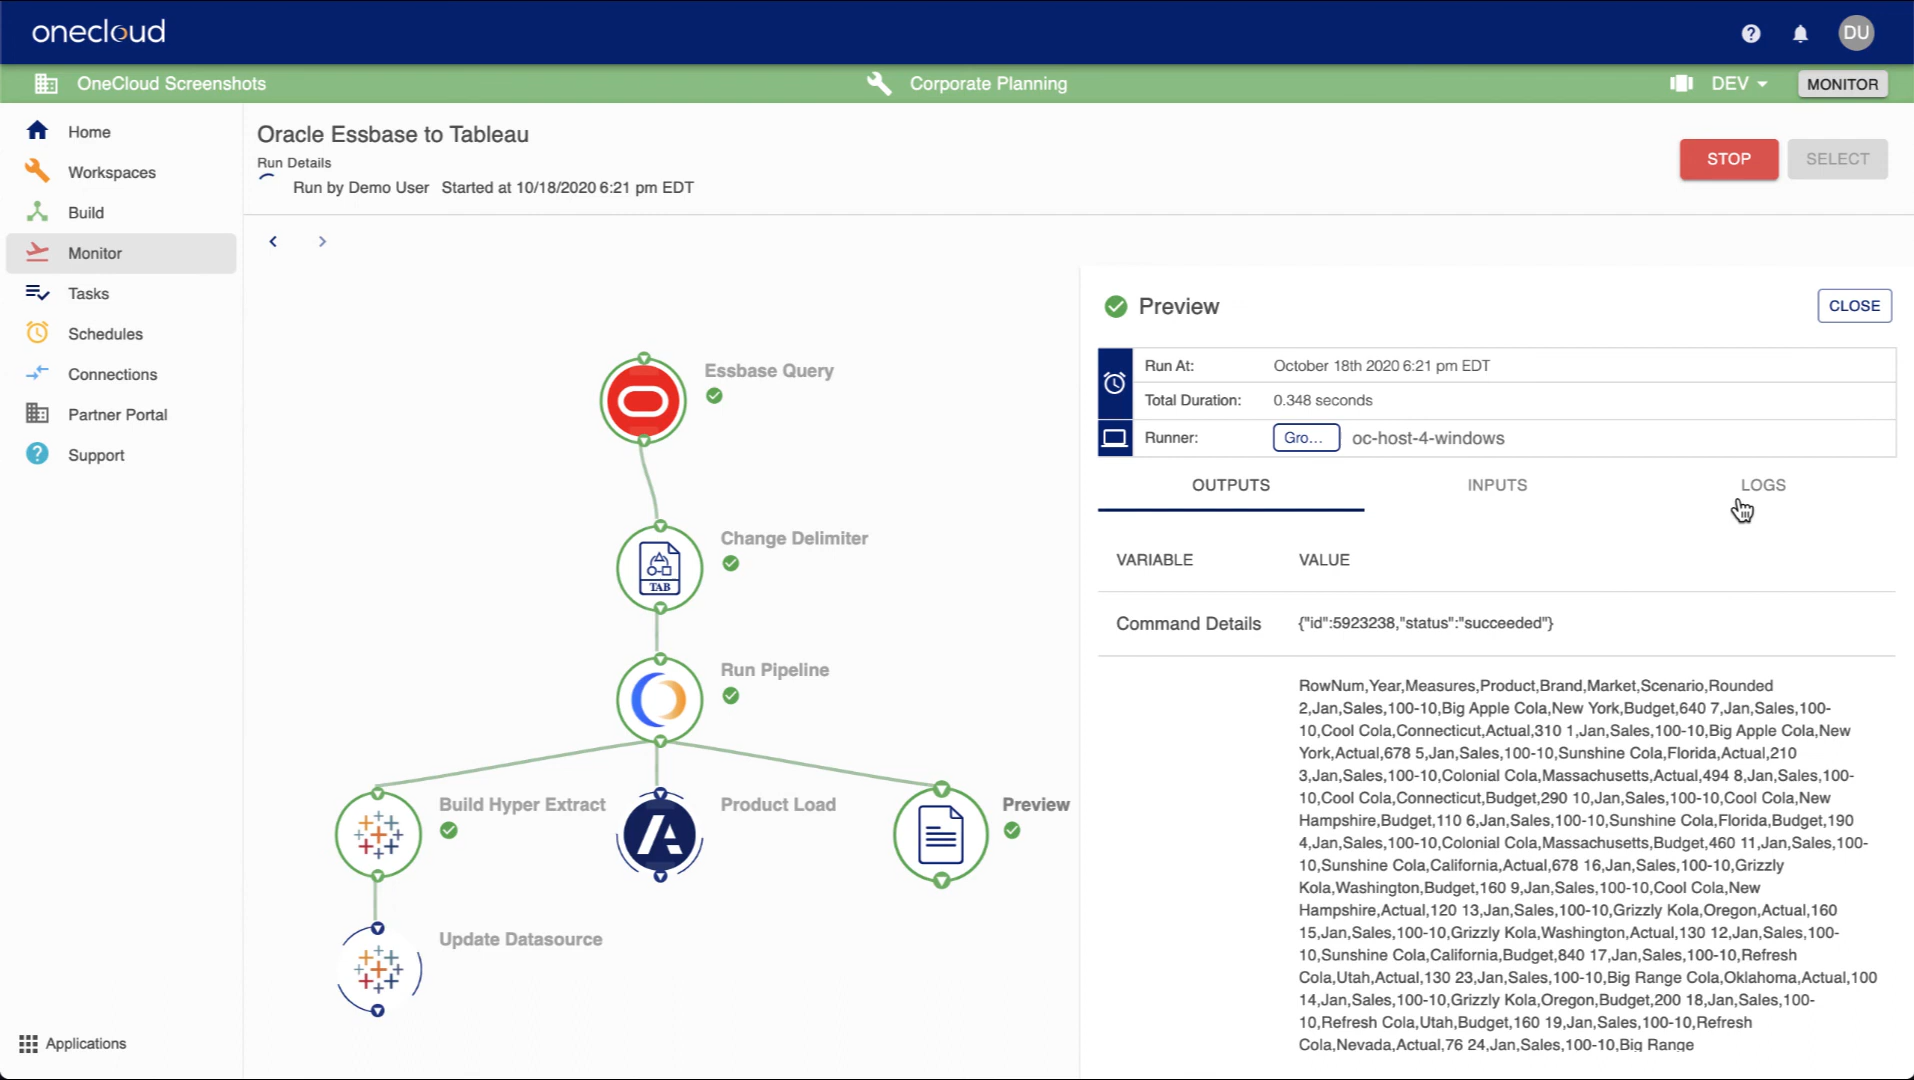 onecloud
DU
OneCloud Screenshots
Corporate Planning
DEV
MONITOR
Home
Workspaces
Build
Monitor
Tasks
Schedules
Connections
Partner Portal
Support
Applications
Oracle Essbase to Tableau
Run Details
Run by Demo User Started at 10/18/2020 6:21 pm EDT
STOP
SELECT
Essbase Query
Change Delimiter
TAB
Run Pipeline
Build Hyper Extract
Product Load
Preview
Update Datasource
Preview
CLOSE
Run At: October 18th 2020 6:21 pm EDT
Total Duration: 0.348 seconds
Runner: Gro... oc-host-4-windows
OUTPUTS INPUTS LOGS
VARIABLE VALUE
Command Details {"id":5923238,"status":"succeeded"}
RowNum,Year,Measures,Product,Brand,Market,Scenario,Rounded
2,Jan,Sales,100-10,Big Apple Cola,New York,Budget,640 7,Jan,Sales,100-
10,Cool Cola,Connecticut,Actual,310 1,Jan,Sales,100-10,Big Apple Cola,New
York,Actual,678 5,Jan,Sales,100-10,Sunshine Cola,Florida,Actual,210
3,Jan,Sales,100-10,Colonial Cola,Massachusetts,Actual,494 8,Jan,Sales,100-
10,Cool Cola,Connecticut,Budget,290 10,Jan,Sales,100-10,Cool Cola,New
Hampshire,Budget,110 6,Jan,Sales,100-10,Sunshine Cola,Florida,Budget,190
4,Jan,Sales,100-10,Colonial Cola,Massachusetts,Budget,460 11,Jan,Sales,100-
10,Sunshine Cola,California,Actual,678 16,Jan,Sales,100-10,Grizzly
Kola,Washington,Budget,160 9,Jan,Sales,100-10,Cool Cola,New
Hampshire,Actual,120 13,Jan,Sales,100-10,Grizzly Kola,Oregon,Actual,160
15,Jan,Sales,100-10,Grizzly Kola,Washington,Actual,130 12,Jan,Sales,100-
10,Sunshine Cola,California,Budget,840 17,Jan,Sales,100-10,Refresh
Cola,Utah,Actual,130 23,Jan,Sales,100-10,Big Range Cola,Oklahoma,Actual,100
14,Jan,Sales,100-10,Grizzly Kola,Oregon,Budget,200 18,Jan,Sales,100-
10,Refresh Cola,Utah,Budget,160 19,Jan,Sales,100-10,Refresh
Cola,Nevada,Actual,76 24,Jan,Sales,100-10,Big Range